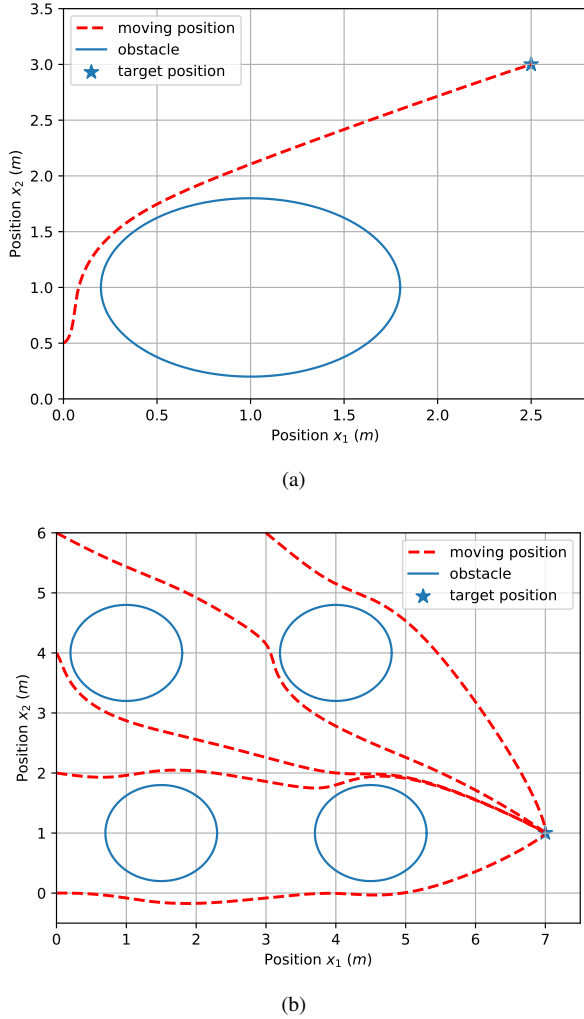 3.5
3.0
2.5
2.0
1.5
1.0
0.5
0.0
Position x₂ (m)
moving position
obstacle
target position
0.0 0.5 1.0 1.5 2.0 2.5
Position x₁ (m)
(a)
6
5
4
3
2
1
0
Position x₂ (m)
moving position
obstacle
target position
0 1 2 3 4 5 6 7
Position x₁ (m)
(b)